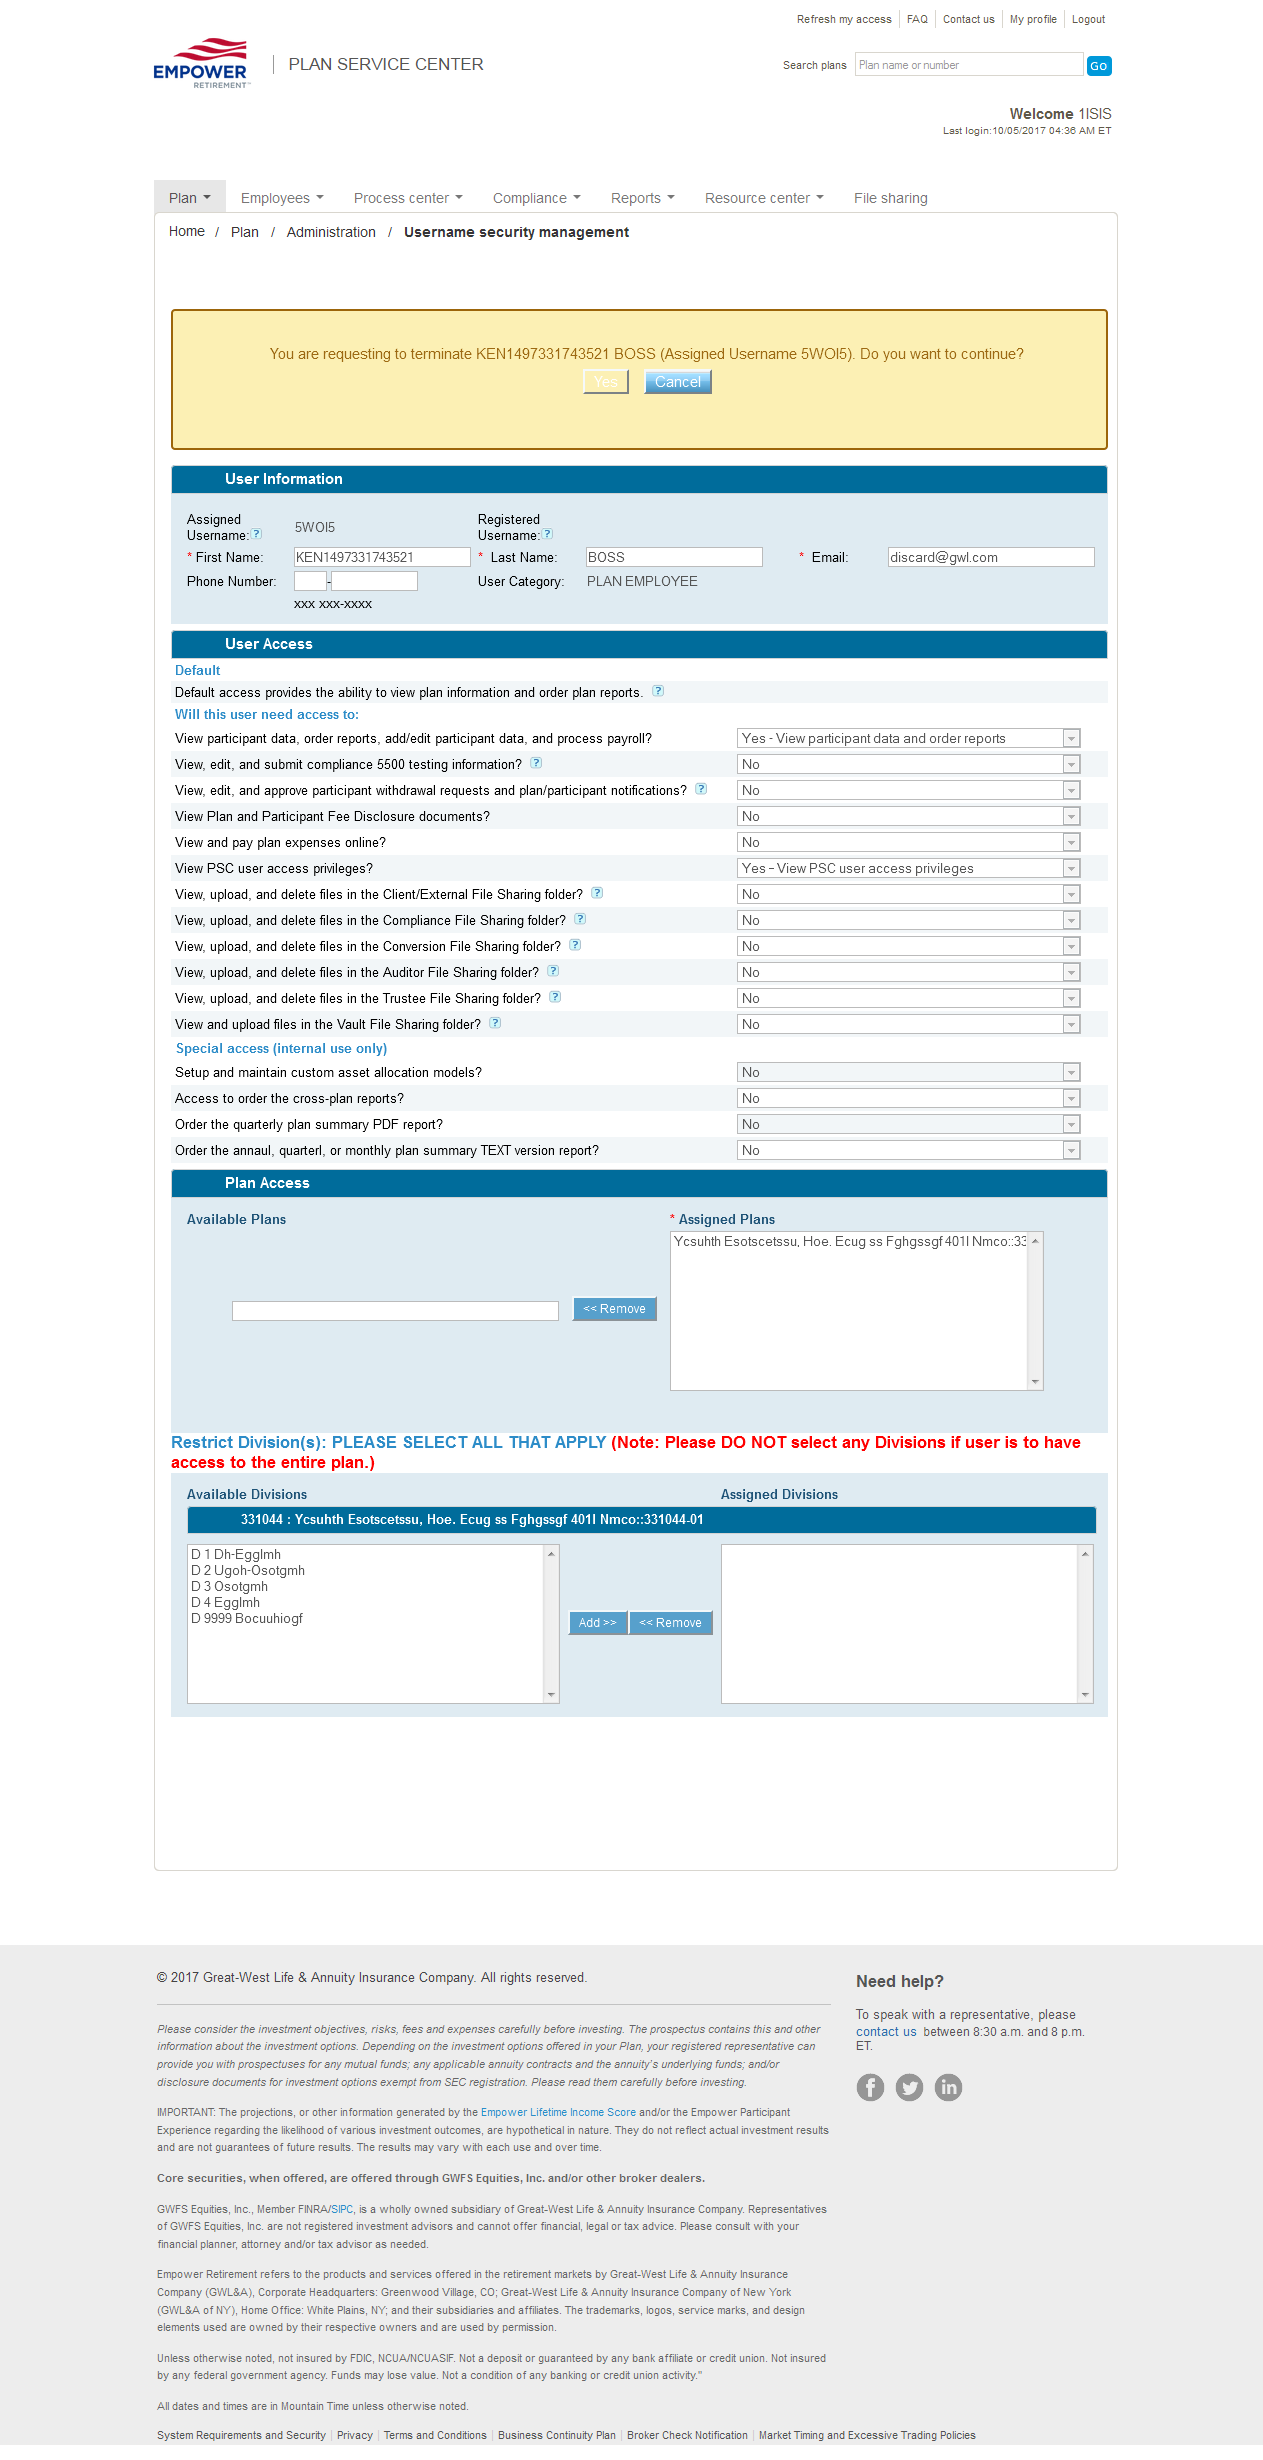 Refresh my access FAQ Contact us My profile Logout
EMPOWER
RETIREMENT
PLAN SERVICE CENTER
Search plans Plan name or number Go
Welcome 1ISIS
Last login:10/05/2017 04:36 AM ET
Plan Employees Process center Compliance Reports Resource center File sharing
Home / Plan / Administration / Username security management
You are requesting to terminate KEN1497331743521 BOSS (Assigned Username 5WOI5). Do you want to continue?
Yes Cancel
User Information
Assigned Username:? 5WOI5 Registered Username:?
* First Name: KEN1497331743521 * Last Name: BOSS * Email: discard@gwl.com
Phone Number: - User Category: PLAN EMPLOYEE
xxx xxx-xxxx
User Access
Default
Default access provides the ability to view plan information and order plan reports. ?
Will this user need access to:
View participant data, order reports, add/edit participant data, and process payroll? Yes - View participant data and order reports
View, edit, and submit compliance 5500 testing information? ? No
View, edit, and approve participant withdrawal requests and plan/participant notifications? ? No
View Plan and Participant Fee Disclosure documents? No
View and pay plan expenses online? No
View PSC user access privileges? Yes – View PSC user access privileges
View, upload, and delete files in the Client/External File Sharing folder? ? No
View, upload, and delete files in the Compliance File Sharing folder? ? No
View, upload, and delete files in the Conversion File Sharing folder? ? No
View, upload, and delete files in the Auditor File Sharing folder? ? No
View, upload, and delete files in the Trustee File Sharing folder? ? No
View and upload files in the Vault File Sharing folder? ? No
Special access (internal use only)
Setup and maintain custom asset allocation models? No
Access to order the cross-plan reports? No
Order the quarterly plan summary PDF report? No
Order the annaul, quarterl, or monthly plan summary TEXT version report? No
Plan Access
Available Plans * Assigned Plans
Ycsuhth Esotscetssu, Hoe. Ecug ss Fghgssgf 401l Nmco::33
<< Remove
Restrict Division(s): PLEASE SELECT ALL THAT APPLY (Note: Please DO NOT select any Divisions if user is to have
access to the entire plan.)
Available Divisions Assigned Divisions
331044 : Ycsuhth Esotscetssu, Hoe. Ecug ss Fghgssgf 401l Nmco::331044-01
D 1 Dh-Egglmh
D 2 Ugoh-Osotgmh
D 3 Osotgmh
D 4 Egglmh
D 9999 Bocuuhiogf
Add >> << Remove
© 2017 Great-West Life & Annuity Insurance Company. All rights reserved.
Please consider the investment objectives, risks, fees and expenses carefully before investing. The prospectus contains this and other
information about the investment options. Depending on the investment options offered in your Plan, your registered representative can
provide you with prospectuses for any mutual funds; any applicable annuity contracts and the annuity's underlying funds; and/or
disclosure documents for investment options exempt from SEC registration. Please read them carefully before investing.
IMPORTANT: The projections, or other information generated by the Empower Lifetime Income Score and/or the Empower Participant
Experience regarding the likelihood of various investment outcomes, are hypothetical in nature. They do not reflect actual investment results
and are not guarantees of future results. The results may vary with each use and over time.
Core securities, when offered, are offered through GWFS Equities, Inc. and/or other broker dealers.
GWFS Equities, Inc., Member FINRA/SIPC, is a wholly owned subsidiary of Great-West Life & Annuity Insurance Company. Representatives
of GWFS Equities, Inc. are not registered investment advisors and cannot offer financial, legal or tax advice. Please consult with your
financial planner, attorney and/or tax advisor as needed.
Empower Retirement refers to the products and services offered in the retirement markets by Great-West Life & Annuity Insurance
Company (GWL&A), Corporate Headquarters: Greenwood Village, CO; Great-West Life & Annuity Insurance Company of New York
(GWL&A of NY), Home Office: White Plains, NY; and their subsidiaries and affiliates. The trademarks, logos, service marks, and design
elements used are owned by their respective owners and are used by permission.
Unless otherwise noted, not insured by FDIC, NCUA/NCUASIF. Not a deposit or guaranteed by any bank affiliate or credit union. Not insured
by any federal government agency. Funds may lose value. Not a condition of any banking or credit union activity."
All dates and times are in Mountain Time unless otherwise noted.
System Requirements and Security Privacy Terms and Conditions Business Continuity Plan Broker Check Notification Market Timing and Excessive Trading Policies
Need help?
To speak with a representative, please
contact us between 8:30 a.m. and 8 p.m.
ET.